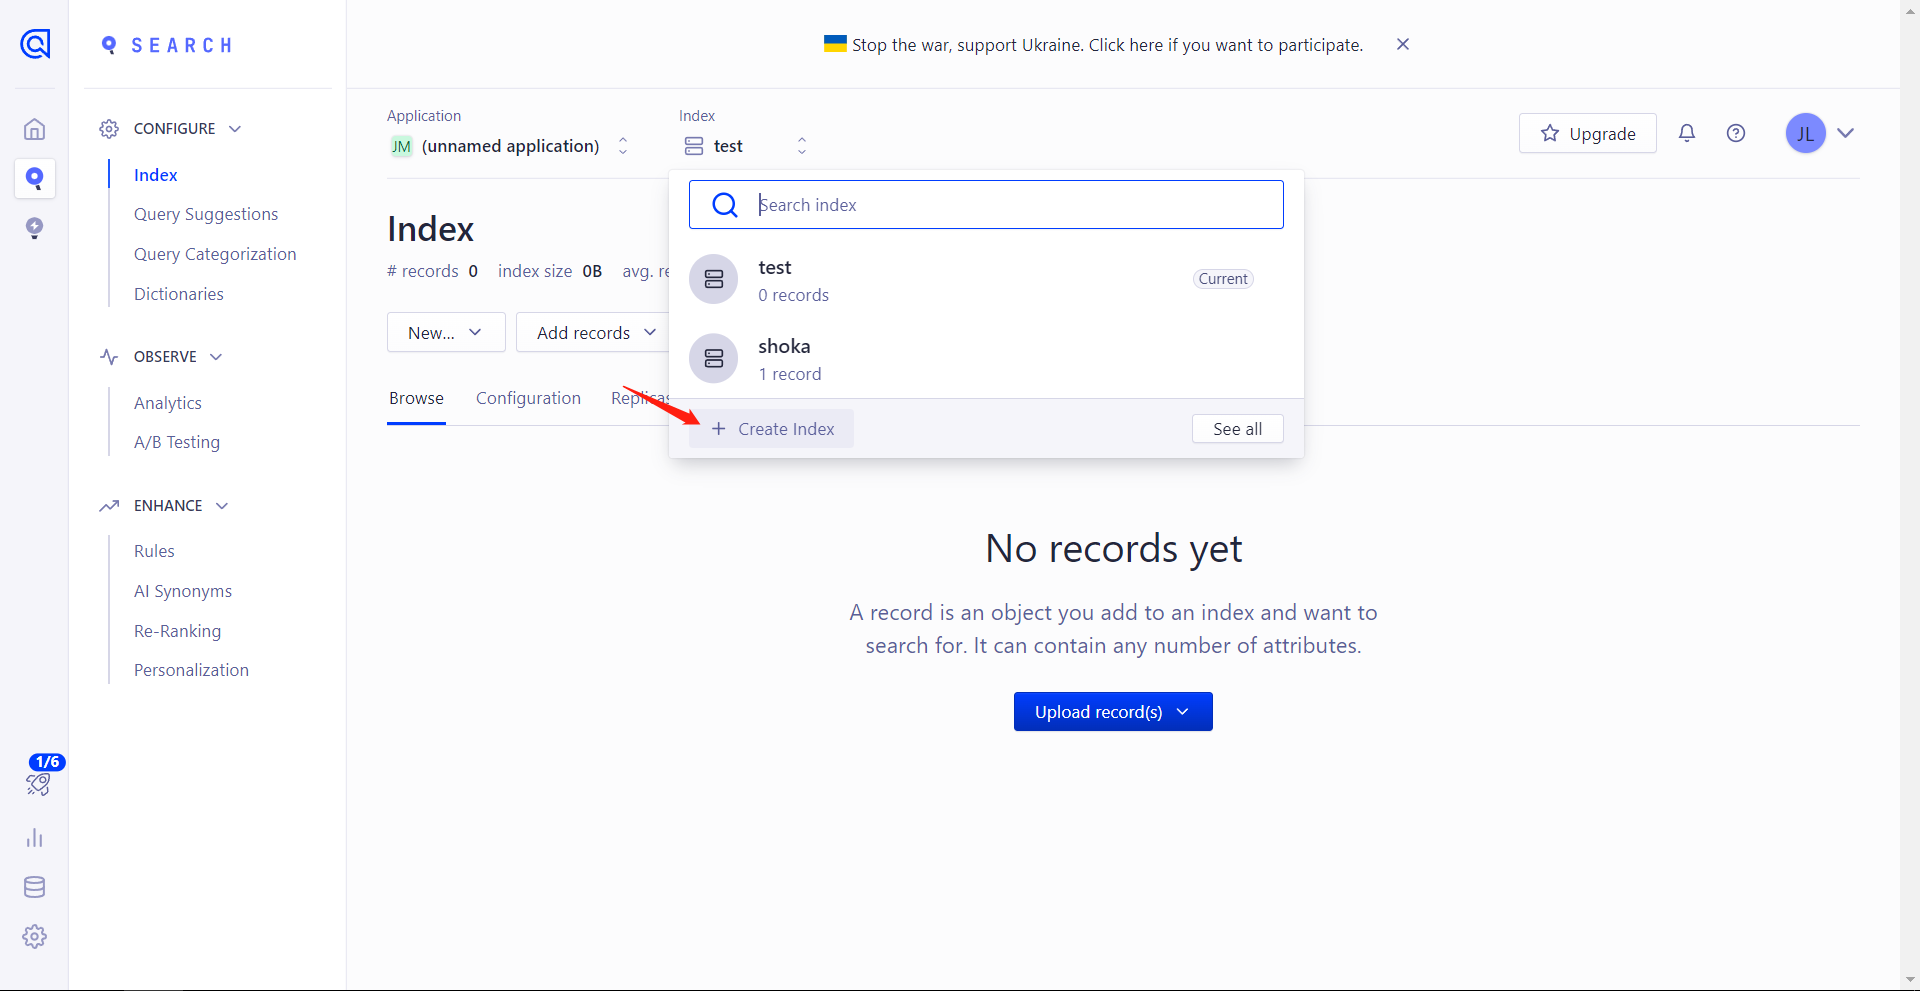 SEARCH
Stop the war, support Ukraine. Click here if you want to participate.
CONFIGURE
Index
Query Suggestions
Query Categorization
Dictionaries
OBSERVE
Analytics
A/B Testing
ENHANCE
Rules
AI Synonyms
Re-Ranking
Personalization
1/6
Application
JM (unnamed application)
Index
test
Upgrade
JL
Index
# records 0 index size 0B avg. re
New...
Add records
Browse
Configuration
Replicas
Search index
test
0 records
Current
shoka
1 record
Create Index
See all
No records yet
A record is an object you add to an index and want to
search for. It can contain any number of attributes.
Upload record(s)